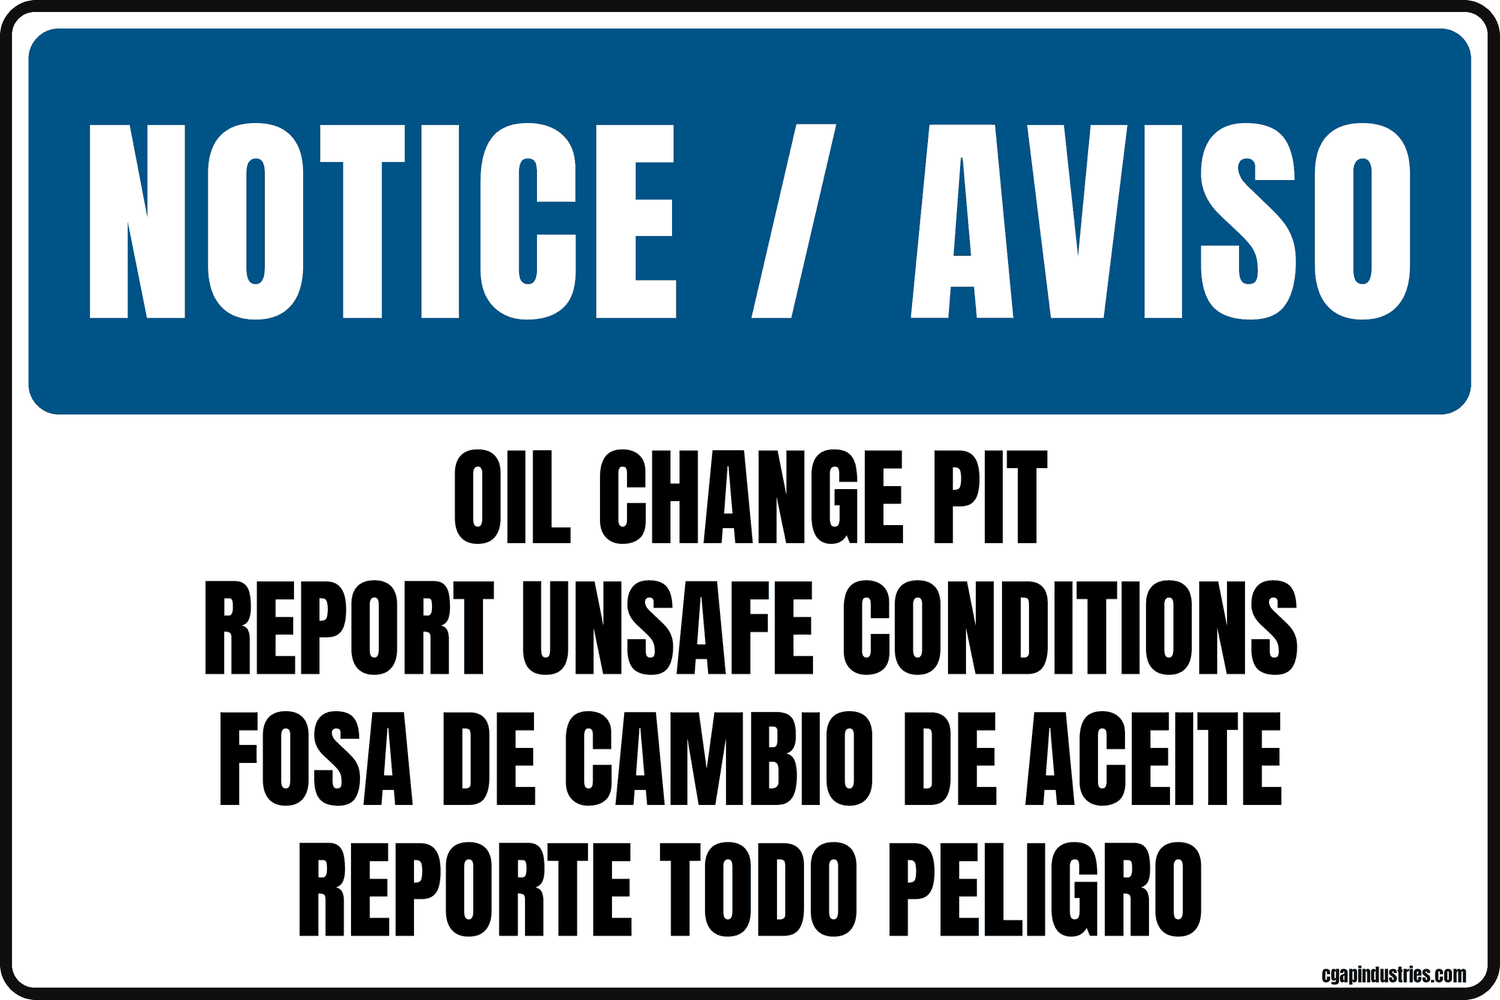 NOTICE / AVISO
OIL CHANGE PIT
REPORT UNSAFE CONDITIONS
FOSA DE CAMBIO DE ACEITE
REPORTE TODO PELIGRO
cgapindustries.com